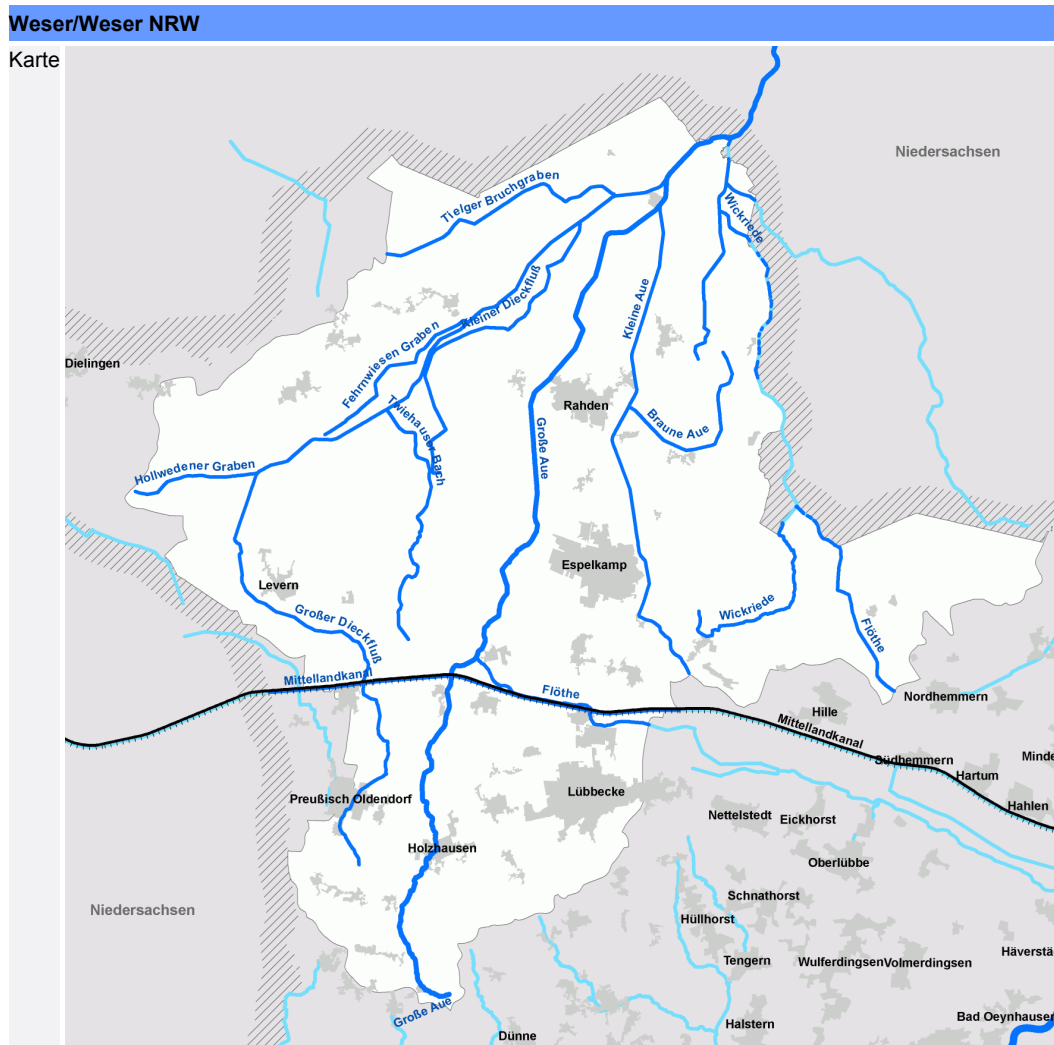 Weser/Weser NRW
Karte
Niedersachsen
Tielger Bruchgraben
Wickriede
Kleiner Dieckfluß
Kleine Aue
Fehrnwiesen Graben
Dielingen
Rahden
Twiehauser Bach
Große Aue
Braune Aue
Hollwedener Graben
Espelkamp
Levern
Großer Dieckfluß
Wickriede
Flöthe
Mittellandkanal
Flöthe
Nordhemmern
Hille
Mittellandkanal
Südhemmern
Minde
Hartum
Preußisch Oldendorf
Lübbecke
Hahlen
Nettelstedt
Eickhorst
Holzhausen
Oberlübbe
Schnathorst
Niedersachsen
Hüllhorst
Tengern
Wulferdingsen
Volmerdingsen
Häverstä
Große Aue
Halstern
Bad Oeynhausen
Dünne